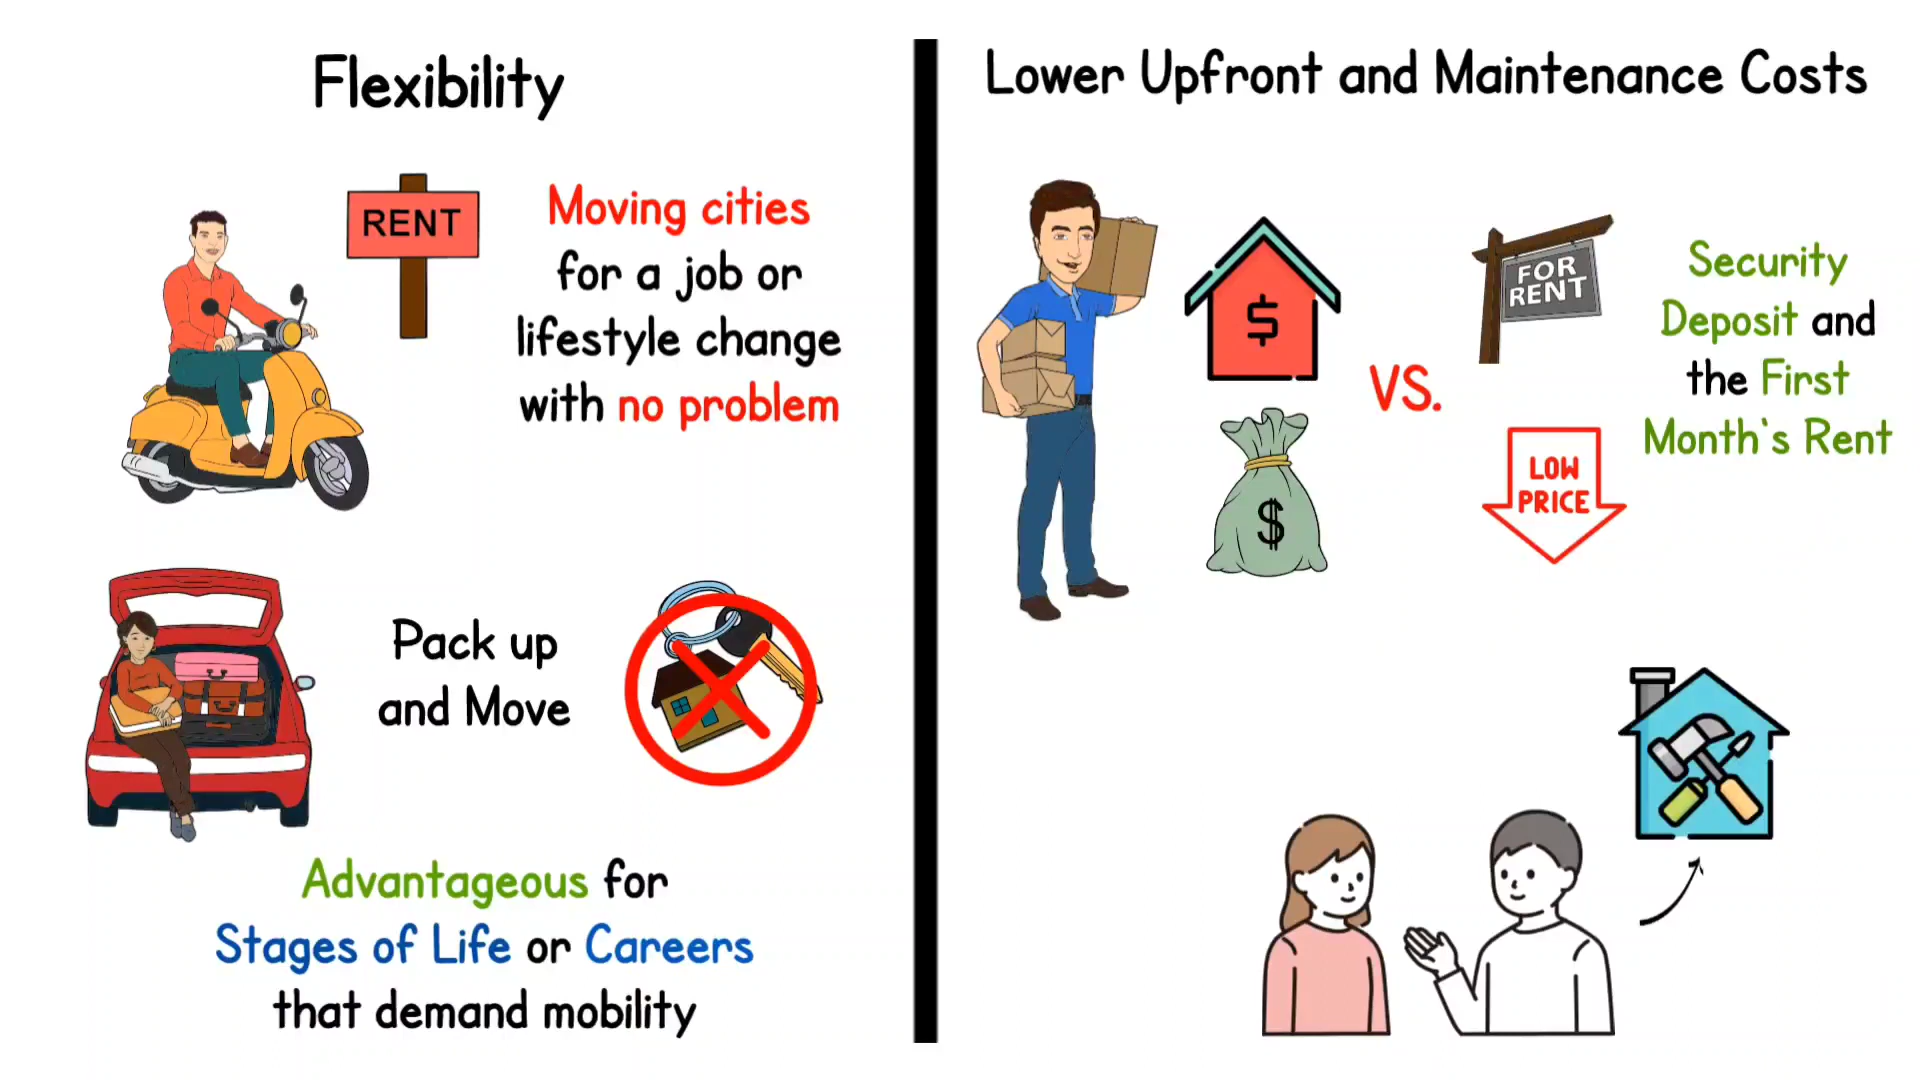 Flexibility
RENT
Moving cities
for a job or
lifestyle change
with no problem
Pack up
and Move
Advantageous for
Stages of Life or Careers
that demand mobility
Lower Upfront and Maintenance Costs
$
$
VS.
FOR
RENT
LOW
PRICE
Security
Deposit and
the First
Month's Rent